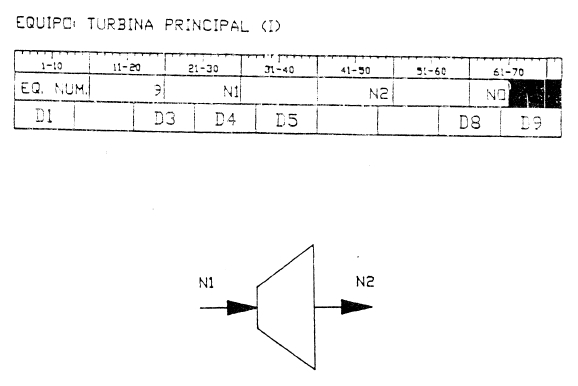 EQUIPO: TURBINA PRINCIPAL (I)
1-10 11-20 21-30 31-40 41-50 51-60 61-70
EQ. NUM. 9 N1 N2 NO
D1 D3 D4 D5 D8 D9
N1 N2